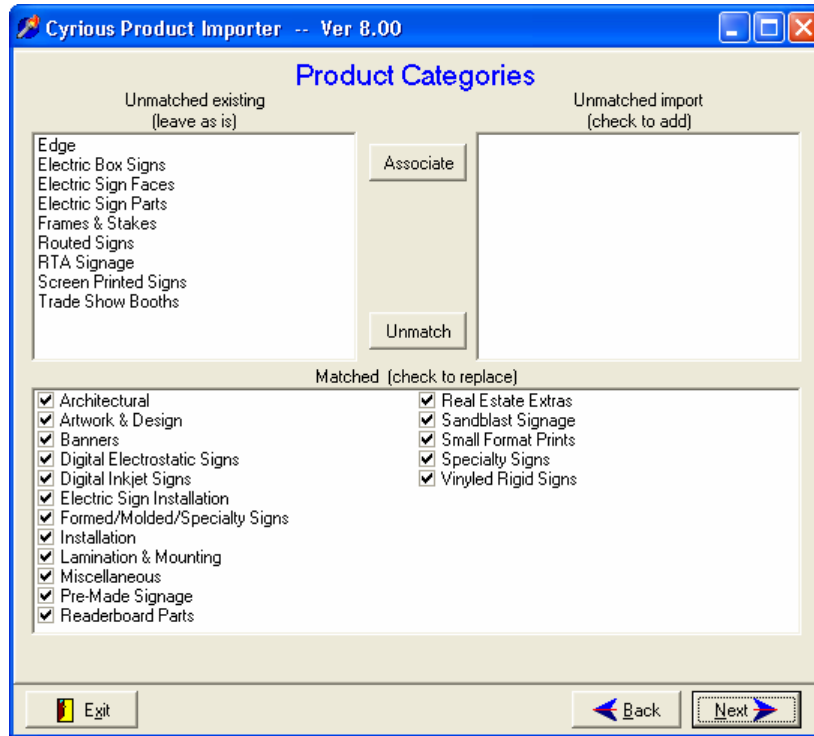 Cyrious Product Importer -- Ver 8.00
Product Categories
Unmatched existing
(leave as is)
Unmatched import
(check to add)
Edge
Electric Box Signs
Electric Sign Faces
Electric Sign Parts
Frames & Stakes
Routed Signs
RTA Signage
Screen Printed Signs
Trade Show Booths
Associate
Unmatch
Matched (check to replace)
Architectural
Artwork & Design
Banners
Digital Electrostatic Signs
Digital Inkjet Signs
Electric Sign Installation
Formed/Molded/Specialty Signs
Installation
Lamination & Mounting
Miscellaneous
Pre-Made Signage
Readerboard Parts
Real Estate Extras
Sandblast Signage
Small Format Prints
Specialty Signs
Vinyled Rigid Signs
Exit
Back
Next